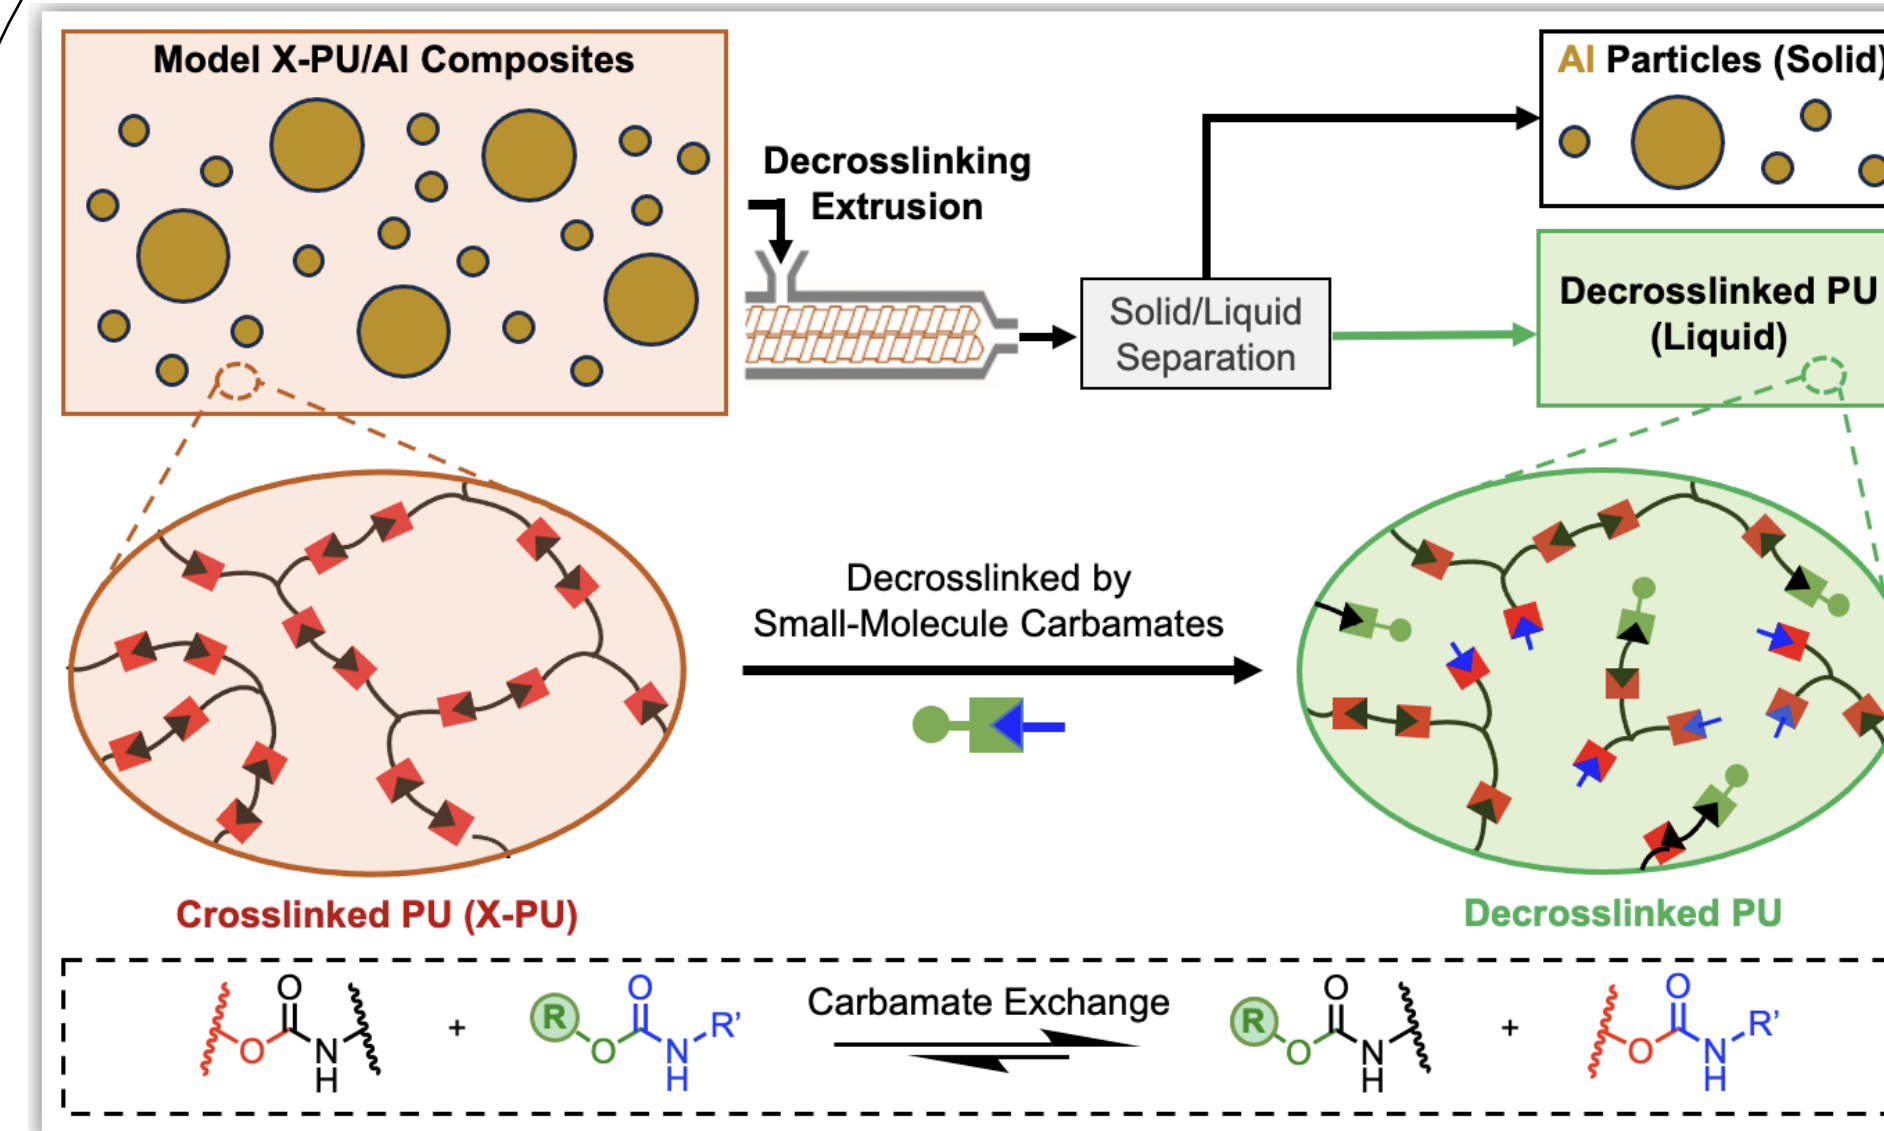 Model X-PU/Al Composites
Decrosslinking
Extrusion
Solid/Liquid
Separation
Al Particles (Solid)
Decrosslinked PU
(Liquid)
Decrosslinked by
Small-Molecule Carbamates
Crosslinked PU (X-PU)
Decrosslinked PU
O
O
N
H
+
R
O
O
N
H
R'
Carbamate Exchange
R
O
O
N
H
+
O
O
N
H
R'